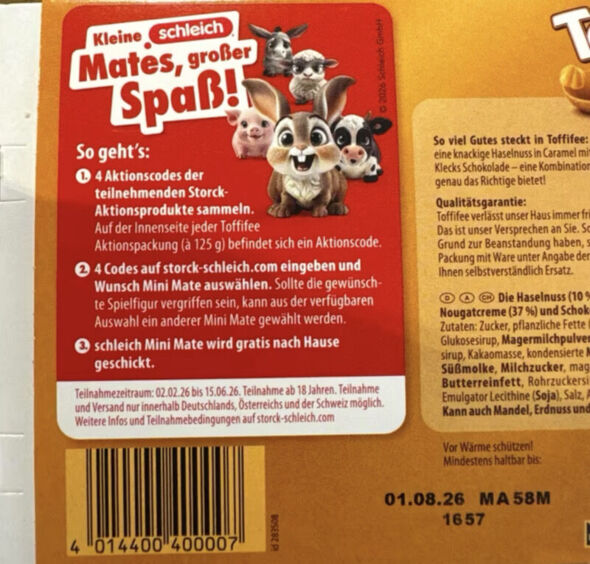 Kleine schleich
Mates, großer
Spaß!
© 2026 Schleich GmbH
So geht's:
1. 4 Aktionscodes der
teilnehmenden Storck-
Aktionsprodukte sammeln.
Auf der Innenseite jeder Toffifee
Aktionspackung (à 125 g) befindet sich ein Aktionscode.
2. 4 Codes auf storck-schleich.com eingeben und
Wunsch Mini Mate auswählen. Sollte die gewünsch-
te Spielfigur vergriffen sein, kann aus der verfügbaren
Auswahl ein anderer Mini Mate gewählt werden.
3. schleich Mini Mate wird gratis nach Hause
geschickt.
Teilnahmezeitraum: 02.02.26 bis 15.06.26. Teilnahme ab 18 Jahren. Teilnahme
und Versand nur innerhalb Deutschlands, Österreichs und der Schweiz möglich.
Weitere Infos und Teilnahmebedingungen auf storck-schleich.com
4 014400 400007
id 283508
So viel Gutes steckt in Toffifee:
eine knackige Haselnuss in Caramel mi
Klecks Schokolade – eine Kombination
genau das Richtige bietet!
Qualitätsgarantie:
Toffifee verlässt unser Haus immer fri
Das ist unser Versprechen an Sie. So
Grund zur Beanstandung haben, s
Packung mit Ware unter Angabe der
Ihnen selbstverständlich Ersatz.
D A CH Die Haselnuss (10 %
Nougatcreme (37 %) und Schok
Zutaten: Zucker, pflanzliche Fette
Glukosesirup, Magermilchpulver
sirup, Kakaomasse, kondensierte M
Süßmolke, Milchzucker, mag
Butterreinfett, Rohrzuckersi
Emulgator Lecithine (Soja), Salz, A
Kann auch Mandel, Erdnuss und
Vor Wärme schützen!
Mindestens haltbar bis:
01.08.26 MA58M
1657